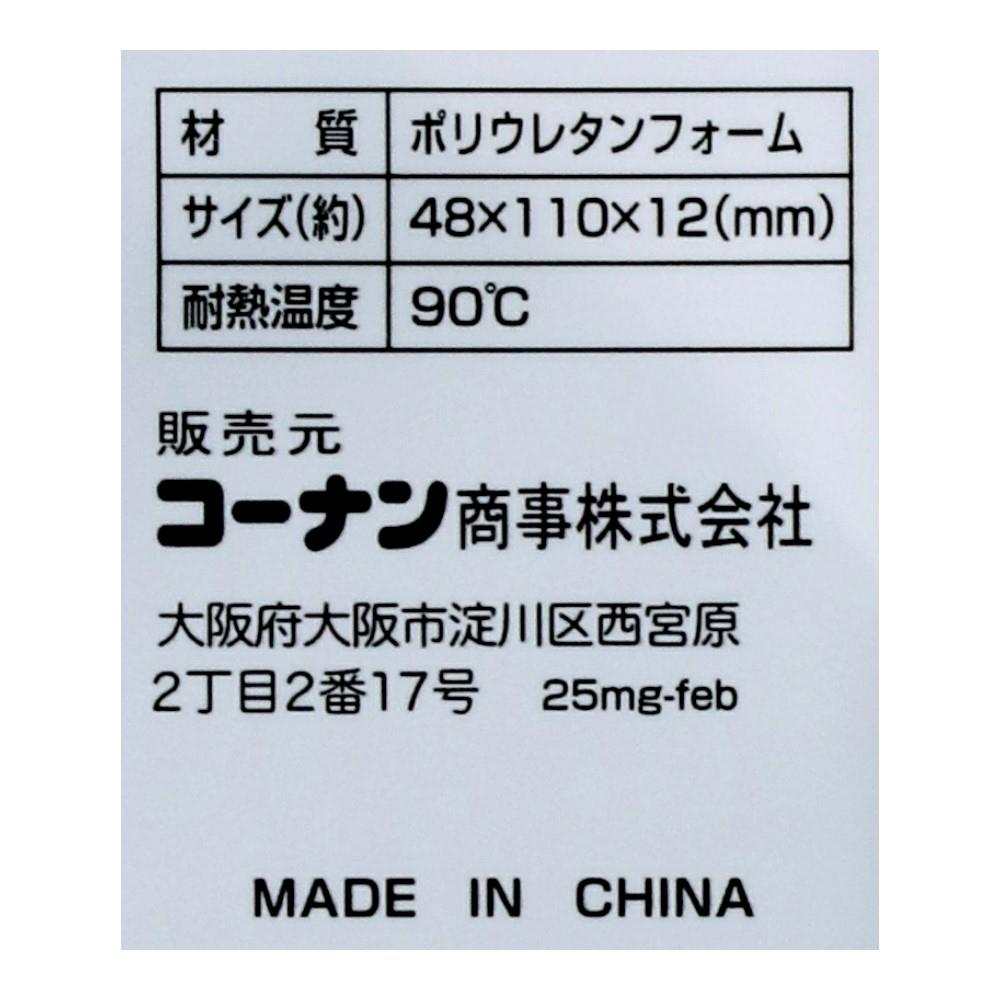 材 質 ポリウレタンフォーム
サイズ(約) 48×110×12(mm)
耐熱温度 90℃
販売元
コーナン商事株式会社
大阪府大阪市淀川区西宮原
2丁目2番17号 25mg-feb
MADE IN CHINA